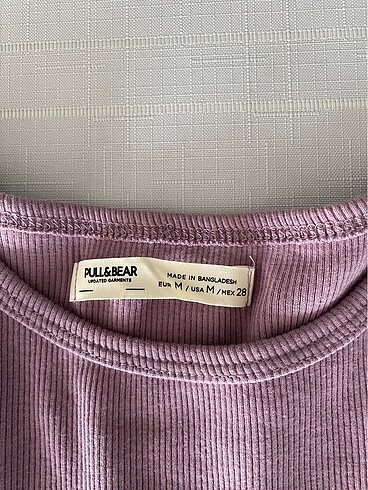 PULL&BEAR
UPDATED GARMENTS
MADE IN BANGLADESH
EUR M / USA M / MEX 28